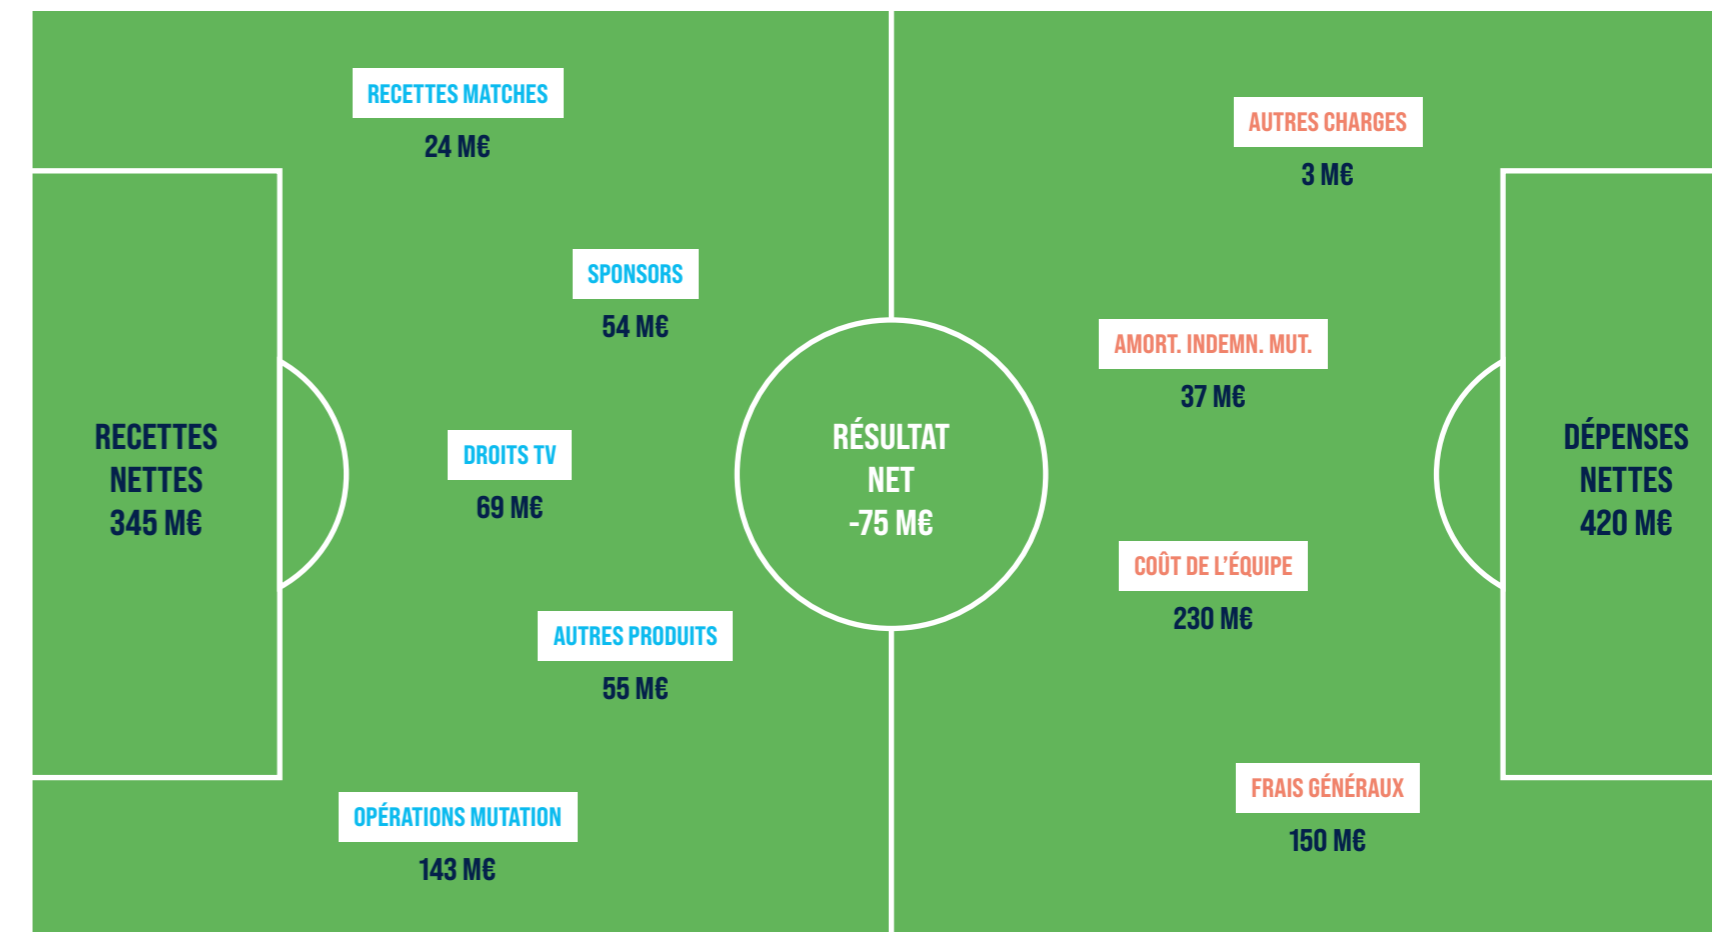 RECETTES MATCHES
24 M€
SPONSORS
54 M€
RECETTES
NETTES
345 M€
DROITS TV
69 M€
AUTRES PRODUITS
55 M€
OPÉRATIONS MUTATION
143 M€
RÉSULTAT
NET
-75 M€
AUTRES CHARGES
3 M€
AMORT. INDEMN. MUT.
37 M€
COÛT DE L'ÉQUIPE
230 M€
FRAIS GÉNÉRAUX
150 M€
DÉPENSES
NETTES
420 M€